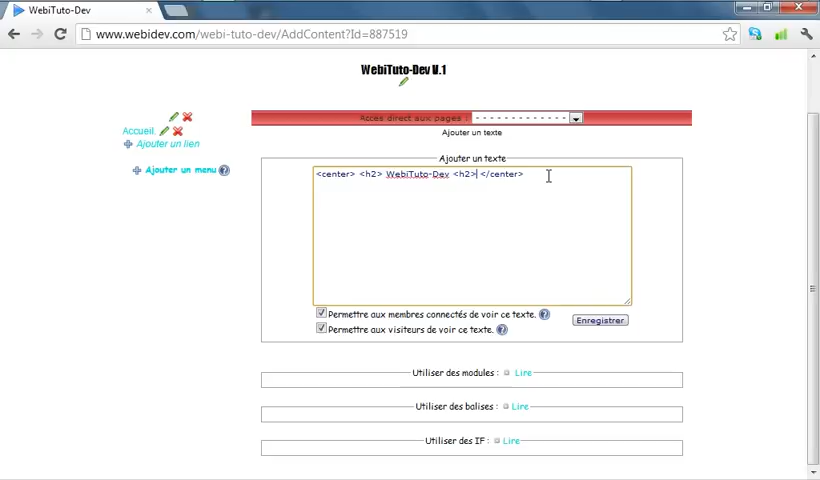 WebiTuto-Dev
www.webidev.com/webi-tuto-dev/AddContent?Id=887519
WebiTuto-Dev V.1
Accueil
Ajouter un lien
Ajouter un menu
Acces direct aux pages : - - - - - - - - - - - - -
Ajouter un texte
Ajouter un texte
<center> <h2> WebiTuto-Dev <h2> </center>
Permettre aux membres connectés de voir ce texte.
Permettre aux visiteurs de voir ce texte.
Enregistrer
Utiliser des modules : Lire
Utiliser des balises : Lire
Utiliser des IF : Lire